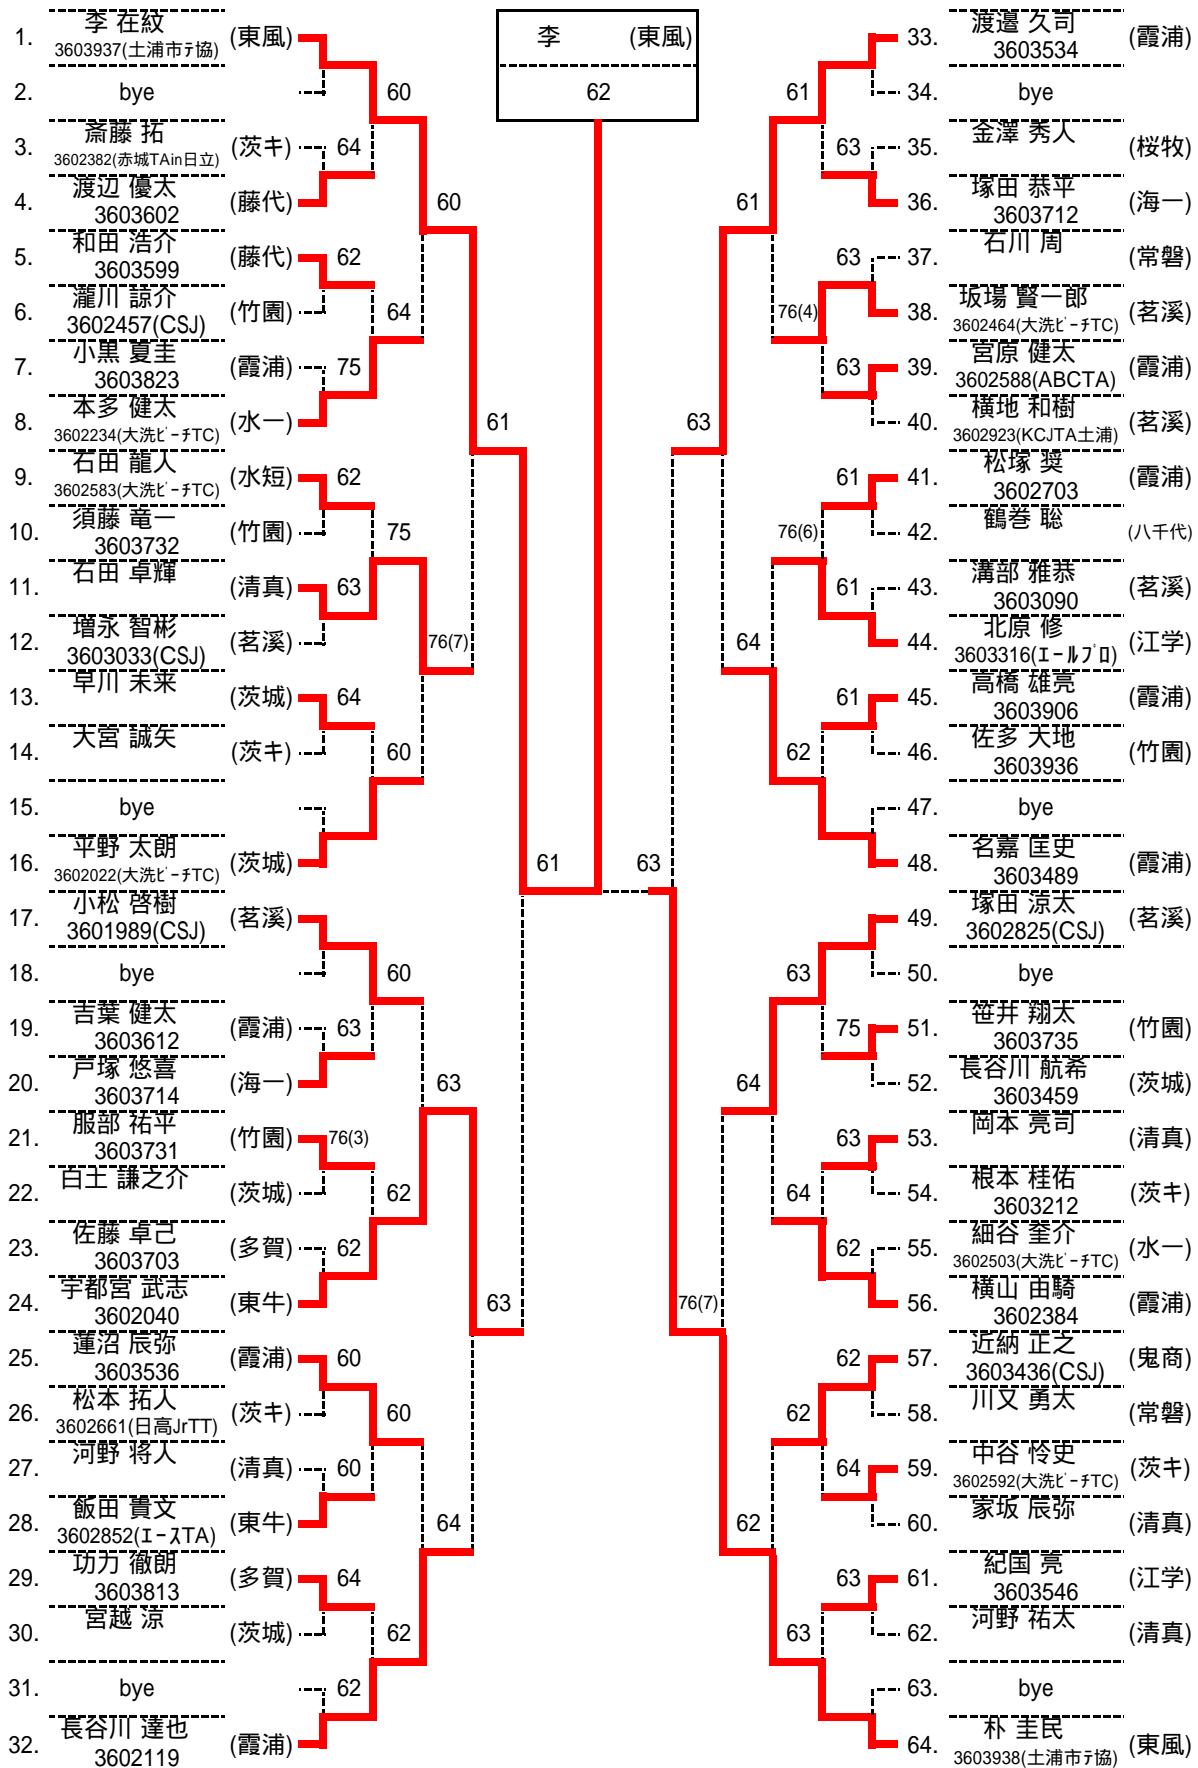 李 (東風)
62
1. 李 在紋 (東風)
3603937(土浦市テ協)
2. bye
60
3. 斎藤 拓 (茨キ)
3602382(赤城TAin日立)
64
4. 渡辺 優太 (藤代)
3603602
60
5. 和田 浩介 (藤代)
3603599
62
6. 瀧川 諒介 (竹園)
3602457(CSJ)
64
7. 小黒 夏圭 (霞浦)
3603823
75
8. 本多 健太 (水一)
3602234(大洗ビーチTC)
61
9. 石田 龍人 (水短)
3602583(大洗ビーチTC)
62
10. 須藤 竜一 (竹園)
3603732
75
11. 石田 卓輝 (清真)
63
12. 増永 智彬 (茗溪)
3603033(CSJ)
76(7)
13. 早川 未来 (茨城)
64
14. 大宮 誠矢 (茨キ)
60
15. bye
16. 平野 太朗 (茨城)
3602022(大洗ビーチTC)
61
17. 小松 啓樹 (茗溪)
3601989(CSJ)
18. bye
60
19. 吉葉 健太 (霞浦)
3603612
63
20. 戸塚 悠喜 (海一)
3603714
63
21. 服部 祐平 (竹園)
3603731
76(3)
22. 白土 謙之介 (茨城)
62
23. 佐藤 卓己 (多賀)
3603703
62
24. 宇都宮 武志 (東牛)
3602040
63
25. 蓮沼 辰弥 (霞浦)
3603536
60
26. 松本 拓人 (茨キ)
3602661(日高JrTT)
60
27. 河野 将人 (清真)
60
28. 飯田 貴文 (東牛)
3602852(エースTA)
64
29. 功力 徹朗 (多賀)
3603813
64
30. 宮越 涼 (茨城)
62
31. bye
62
32. 長谷川 達也 (霞浦)
3602119
33. 渡邉 久司 (霞浦)
3603534
61
34. bye
35. 金澤 秀人 (桜牧)
63
36. 塚田 恭平 (海一)
3603712
61
37. 石川 周 (常磐)
63
38. 坂場 賢一郎 (茗溪)
3602464(大洗ビーチTC)
76(4)
39. 宮原 健太 (霞浦)
3602588(ABCTA)
63
40. 横地 和樹 (茗溪)
3602923(KCJTA土浦)
63
41. 松塚 奨 (霞浦)
3602703
61
42. 鶴巻 聡 (八千代)
76(6)
43. 溝部 雅恭 (茗溪)
3603090
61
44. 北原 修 (江学)
3603316(エールプロ)
64
45. 高橋 雄亮 (霞浦)
3603906
61
46. 佐多 大地 (竹園)
3603936
62
47. bye
48. 名嘉 匡史 (霞浦)
3603489
63
49. 塚田 涼太 (茗溪)
3602825(CSJ)
63
50. bye
51. 笹井 翔太 (竹園)
3603735
75
52. 長谷川 航希 (茨城)
3603459
64
53. 岡本 亮司 (清真)
63
54. 根本 桂佑 (茨キ)
3603212
64
55. 細谷 奎介 (水一)
3602503(大洗ビーチTC)
62
56. 横山 由騎 (霞浦)
3602384
76(7)
57. 近納 正之 (鬼商)
3603436(CSJ)
62
58. 川又 勇太 (常磐)
62
59. 中谷 怜史 (茨キ)
3602592(大洗ビーチTC)
64
60. 家坂 辰弥 (清真)
62
61. 紀国 亮 (江学)
3603546
63
62. 河野 祐太 (清真)
63
63. bye
64. 朴 圭民 (東風)
3603938(土浦市テ協)